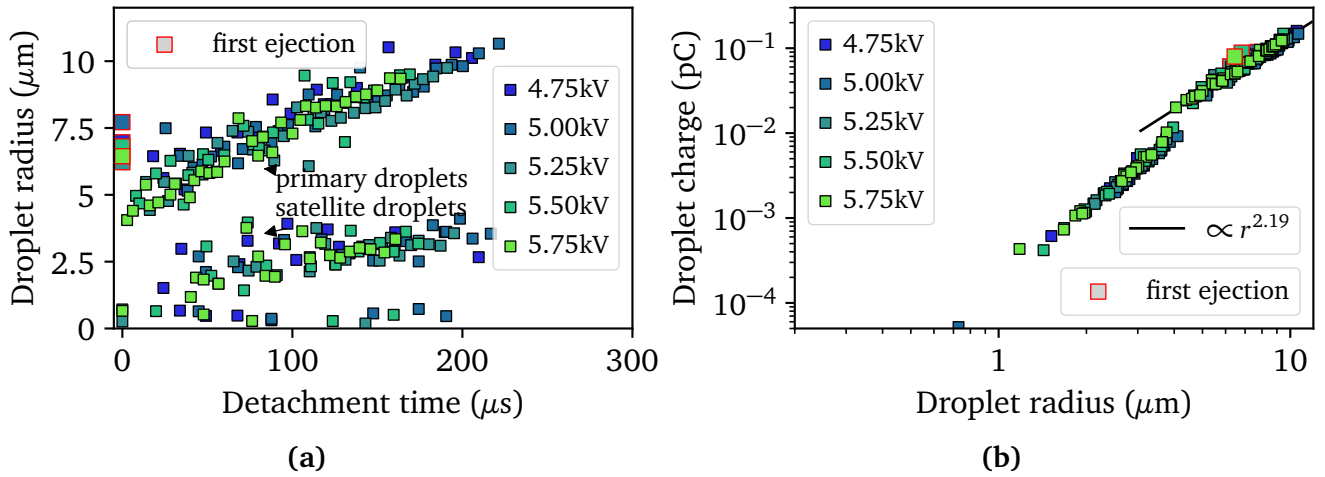 first ejection
4.75kV
5.00kV
5.25kV
5.50kV
5.75kV
primary droplets
satellite droplets
Droplet radius (μm)
10
7.5
5
2.5
0
0
100
200
300
Detachment time (μs)
(a)
4.75kV
5.00kV
5.25kV
5.50kV
5.75kV
∝ r^2.19
first ejection
Droplet charge (pC)
10^−1
10^−2
10^−3
10^−4
1
10
Droplet radius (μm)
(b)